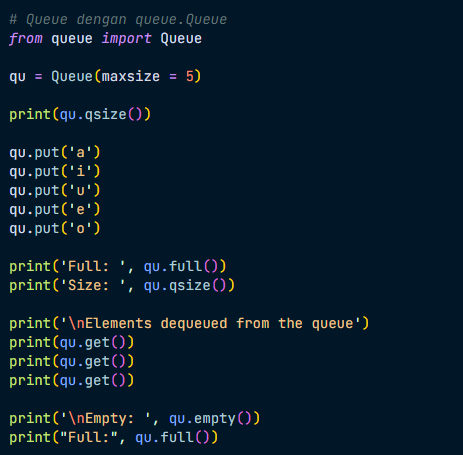 # Queue dengan queue.Queue
from queue import Queue
qu = Queue(maxsize = 5)
print(qu.qsize())
qu.put('a')
qu.put('i')
qu.put('u')
qu.put('e')
qu.put('o')
print('Full: ', qu.full())
print('Size: ', qu.qsize())
print('\nElements dequeued from the queue')
print(qu.get())
print(qu.get())
print(qu.get())
print('\nEmpty: ', qu.empty())
print("Full:", qu.full())